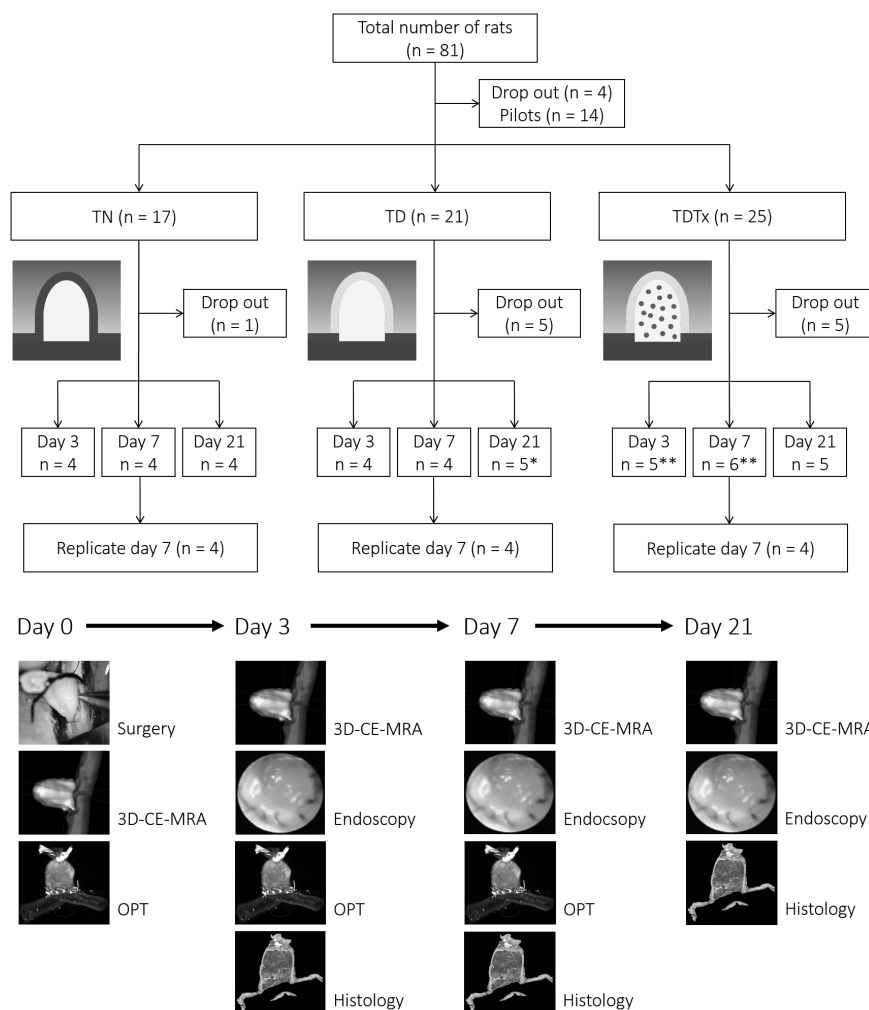 Total number of rats
(n = 81)
Drop out (n = 4)
Pilots (n = 14)
TN (n = 17)
TD (n = 21)
TDTx (n = 25)
Drop out
(n = 1)
Drop out
(n = 5)
Drop out
(n = 5)
Day 3
n = 4
Day 7
n = 4
Day 21
n = 4
Day 3
n = 4
Day 7
n = 4
Day 21
n = 5*
Day 3
n = 5**
Day 7
n = 6**
Day 21
n = 5
Replicate day 7 (n = 4)
Replicate day 7 (n = 4)
Replicate day 7 (n = 4)
Day 0
Day 3
Day 7
Day 21
Surgery
3D-CE-MRA
OPT
3D-CE-MRA
Endoscopy
OPT
Histology
3D-CE-MRA
Endocsopy
OPT
Histology
3D-CE-MRA
Endoscopy
Histology